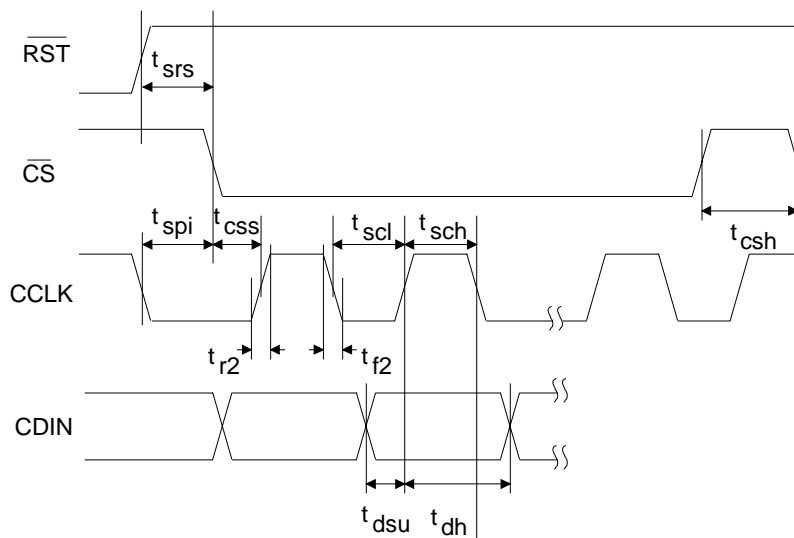 RST
t srs
CS
t spi
t css
t scl
t sch
t csh
CCLK
t r2
t f2
CDIN
t dsu
t dh